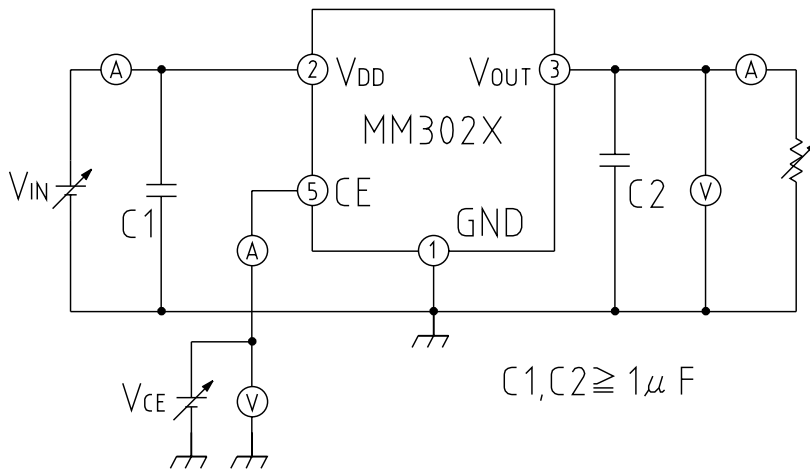 A
2
VDD
VOUT
3
A
MM302X
VIN
C1
5
CE
C2
V
A
GND
1
VCE
V
C1,C2≧1μF